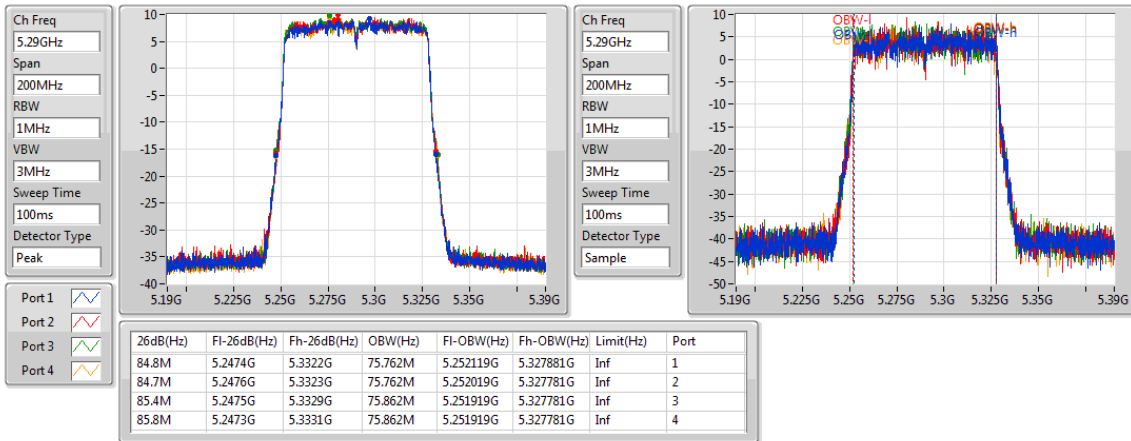 Ch Freq
5.29GHz
Span
200MHz
RBW
1MHz
VBW
3MHz
Sweep Time
100ms
Detector Type
Peak
10
5
0
-5
-10
-15
-20
-25
-30
-35
-40
5.19G 5.225G 5.25G 5.275G 5.3G 5.325G 5.35G 5.39G
Ch Freq
5.29GHz
Span
200MHz
RBW
1MHz
VBW
3MHz
Sweep Time
100ms
Detector Type
Sample
10
5
0
-5
-10
-15
-20
-25
-30
-35
-40
-45
-50
OBW-l
5.19G 5.225G 5.25G 5.275G 5.3G 5.325G 5.35G 5.39G
Port 1
Port 2
Port 3
Port 4
26dB(Hz) Fl-26dB(Hz) Fh-26dB(Hz) OBW(Hz) Fl-OBW(Hz) Fh-OBW(Hz) Limit(Hz) Port
84.8M 5.2474G 5.3322G 75.762M 5.252119G 5.327881G Inf 1
84.7M 5.2476G 5.3323G 75.762M 5.252019G 5.327781G Inf 2
85.4M 5.2475G 5.3329G 75.862M 5.251919G 5.327781G Inf 3
85.8M 5.2473G 5.3331G 75.862M 5.251919G 5.327781G Inf 4